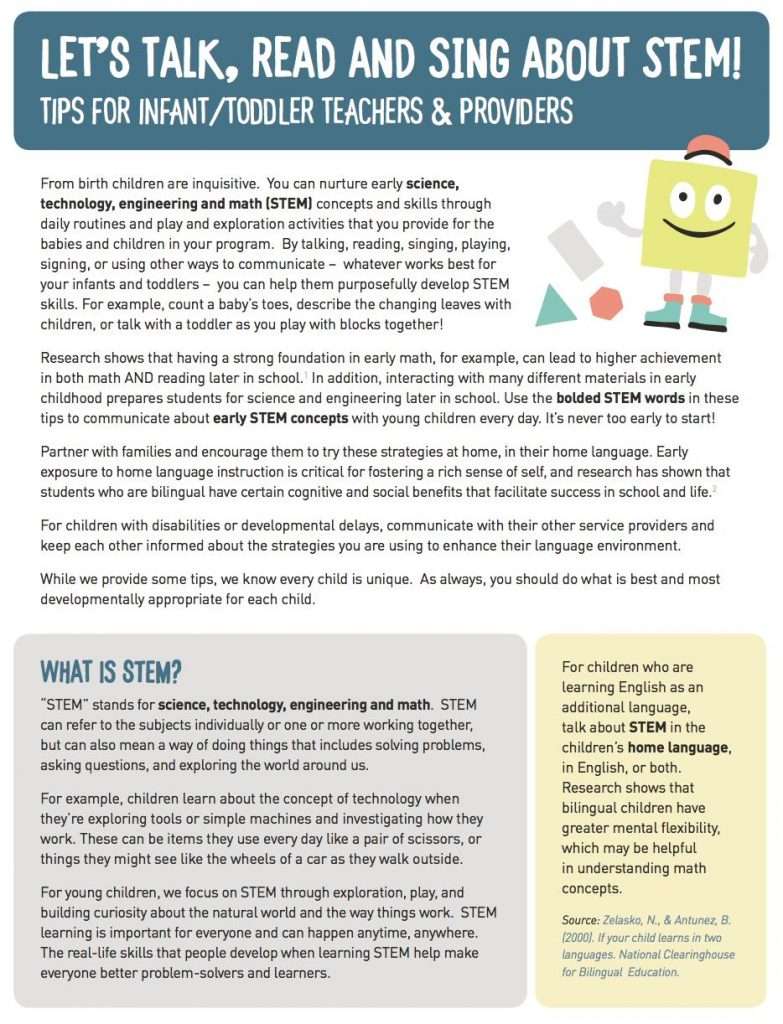 LET'S TALK, READ AND SING ABOUT STEM!
TIPS FOR INFANT/TODDLER TEACHERS & PROVIDERS
From birth children are inquisitive. You can nurture early science,
technology, engineering and math (STEM) concepts and skills through
daily routines and play and exploration activities that you provide for the
babies and children in your program. By talking, reading, singing, playing,
signing, or using other ways to communicate – whatever works best for
your infants and toddlers – you can help them purposefully develop STEM
skills. For example, count a baby's toes, describe the changing leaves with
children, or talk with a toddler as you play with blocks together!
Research shows that having a strong foundation in early math, for example, can lead to higher achievement
in both math AND reading later in school.1 In addition, interacting with many different materials in early
childhood prepares students for science and engineering later in school. Use the bolded STEM words in these
tips to communicate about early STEM concepts with young children every day. It's never too early to start!
Partner with families and encourage them to try these strategies at home, in their home language. Early
exposure to home language instruction is critical for fostering a rich sense of self, and research has shown that
students who are bilingual have certain cognitive and social benefits that facilitate success in school and life.2
For children with disabilities or developmental delays, communicate with their other service providers and
keep each other informed about the strategies you are using to enhance their language environment.
While we provide some tips, we know every child is unique. As always, you should do what is best and most
developmentally appropriate for each child.
WHAT IS STEM?
"STEM" stands for science, technology, engineering and math. STEM
can refer to the subjects individually or one or more working together,
but can also mean a way of doing things that includes solving problems,
asking questions, and exploring the world around us.
For example, children learn about the concept of technology when
they're exploring tools or simple machines and investigating how they
work. These can be items they use every day like a pair of scissors, or
things they might see like the wheels of a car as they walk outside.
For young children, we focus on STEM through exploration, play, and
building curiosity about the natural world and the way things work. STEM
learning is important for everyone and can happen anytime, anywhere.
The real-life skills that people develop when learning STEM help make
everyone better problem-solvers and learners.
For children who are
learning English as an
additional language,
talk about STEM in the
children's home language,
in English, or both.
Research shows that
bilingual children have
greater mental flexibility,
which may be helpful
in understanding math
concepts.
Source: Zelasko, N., & Antunez, B.
(2000). If your child learns in two
languages. National Clearinghouse
for Bilingual Education.